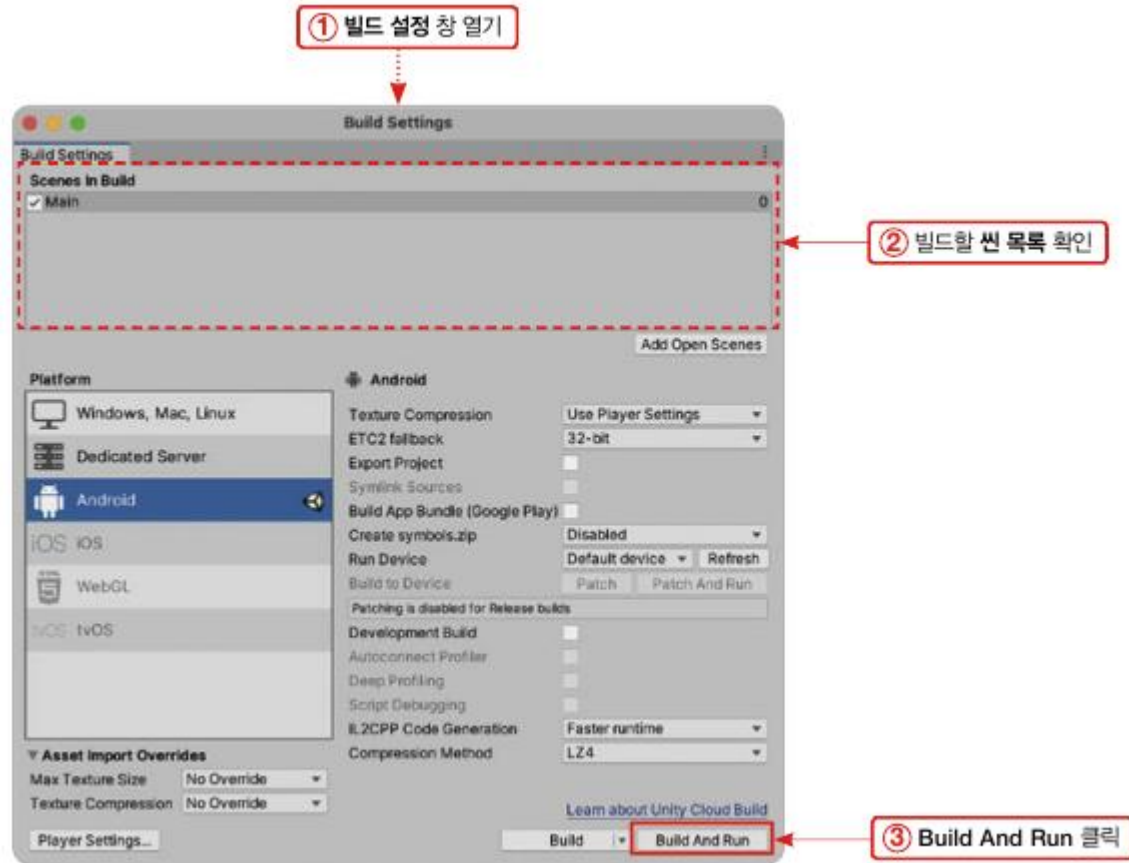 ① 빌드 설정 창 열기
Build Settings
Build Settings
Scenes In Build
Main 0
② 빌드할 씬 목록 확인
Add Open Scenes
Platform
Windows, Mac, Linux
Dedicated Server
Android
iOS iOS
WebGL
tvOS tvOS
Android
Texture Compression Use Player Settings
ETC2 fallback 32-bit
Export Project
Symlink Sources
Build App Bundle (Google Play)
Create symbols.zip Disabled
Run Device Default device Refresh
Build to Device Patch Patch And Run
Patching is disabled for Release builds
Development Build
Autoconnect Profiler
Deep Profiling
Script Debugging
IL2CPP Code Generation Faster runtime
Compression Method LZ4
Asset Import Overrides
Max Texture Size No Override
Texture Compression No Override
Learn about Unity Cloud Build
Player Settings...
Build Build And Run
③ Build And Run 클릭